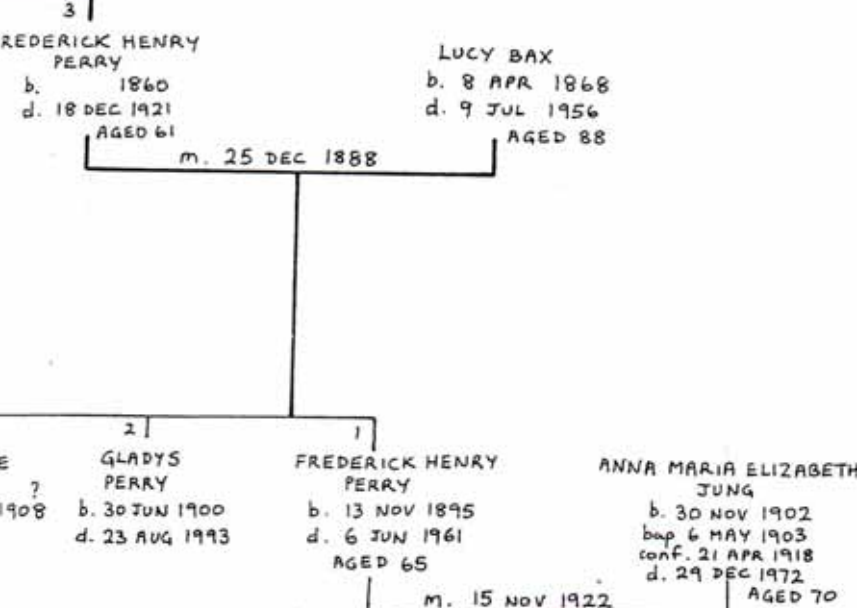 3
REDERICK HENRY
PERRY
b. 1860
d. 18 DEC 1921
AGED 61
LUCY BAX
b. 8 APR 1868
d. 9 JUL 1956
AGED 88
m. 25 DEC 1888
E
?
1908
2
GLADYS
PERRY
b. 30 JUN 1900
d. 23 AUG 1993
1
FREDERICK HENRY
PERRY
b. 13 NOV 1895
d. 6 JUN 1961
AGED 65
ANNA MARIA ELIZABETH
JUNG
b. 30 NOV 1902
bap 6 MAY 1903
conf. 21 APR 1918
d. 29 DEC 1972
AGED 70
m. 15 NOV 1922